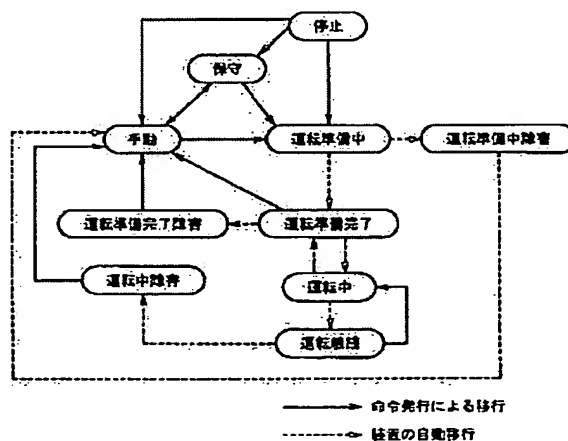 停止
保守
手動
運転準備中
運転準備中障害
運転準備完了障害
運転準備完了
運転中障害
運転中
運転継続
命令発行による移行
装置の自動移行